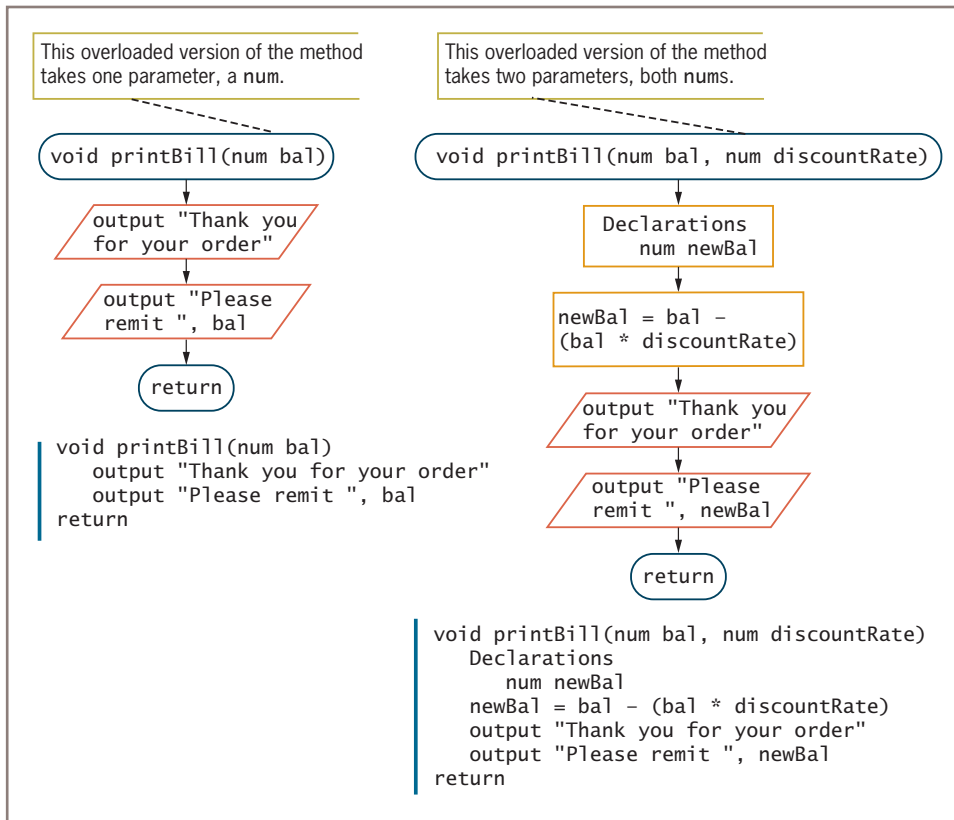 This overloaded version of the method
takes one parameter, a num.
void printBill(num bal)
output "Thank you
for your order"
output "Please
remit ", bal
return
void printBill(num bal)
output "Thank you for your order"
output "Please remit ", bal
return
This overloaded version of the method
takes two parameters, both nums.
void printBill(num bal, num discountRate)
Declarations
num newBal
newBal = bal –
(bal * discountRate)
output "Thank you
for your order"
output "Please
remit ", newBal
return
void printBill(num bal, num discountRate)
Declarations
num newBal
newBal = bal – (bal * discountRate)
output "Thank you for your order"
output "Please remit ", newBal
return